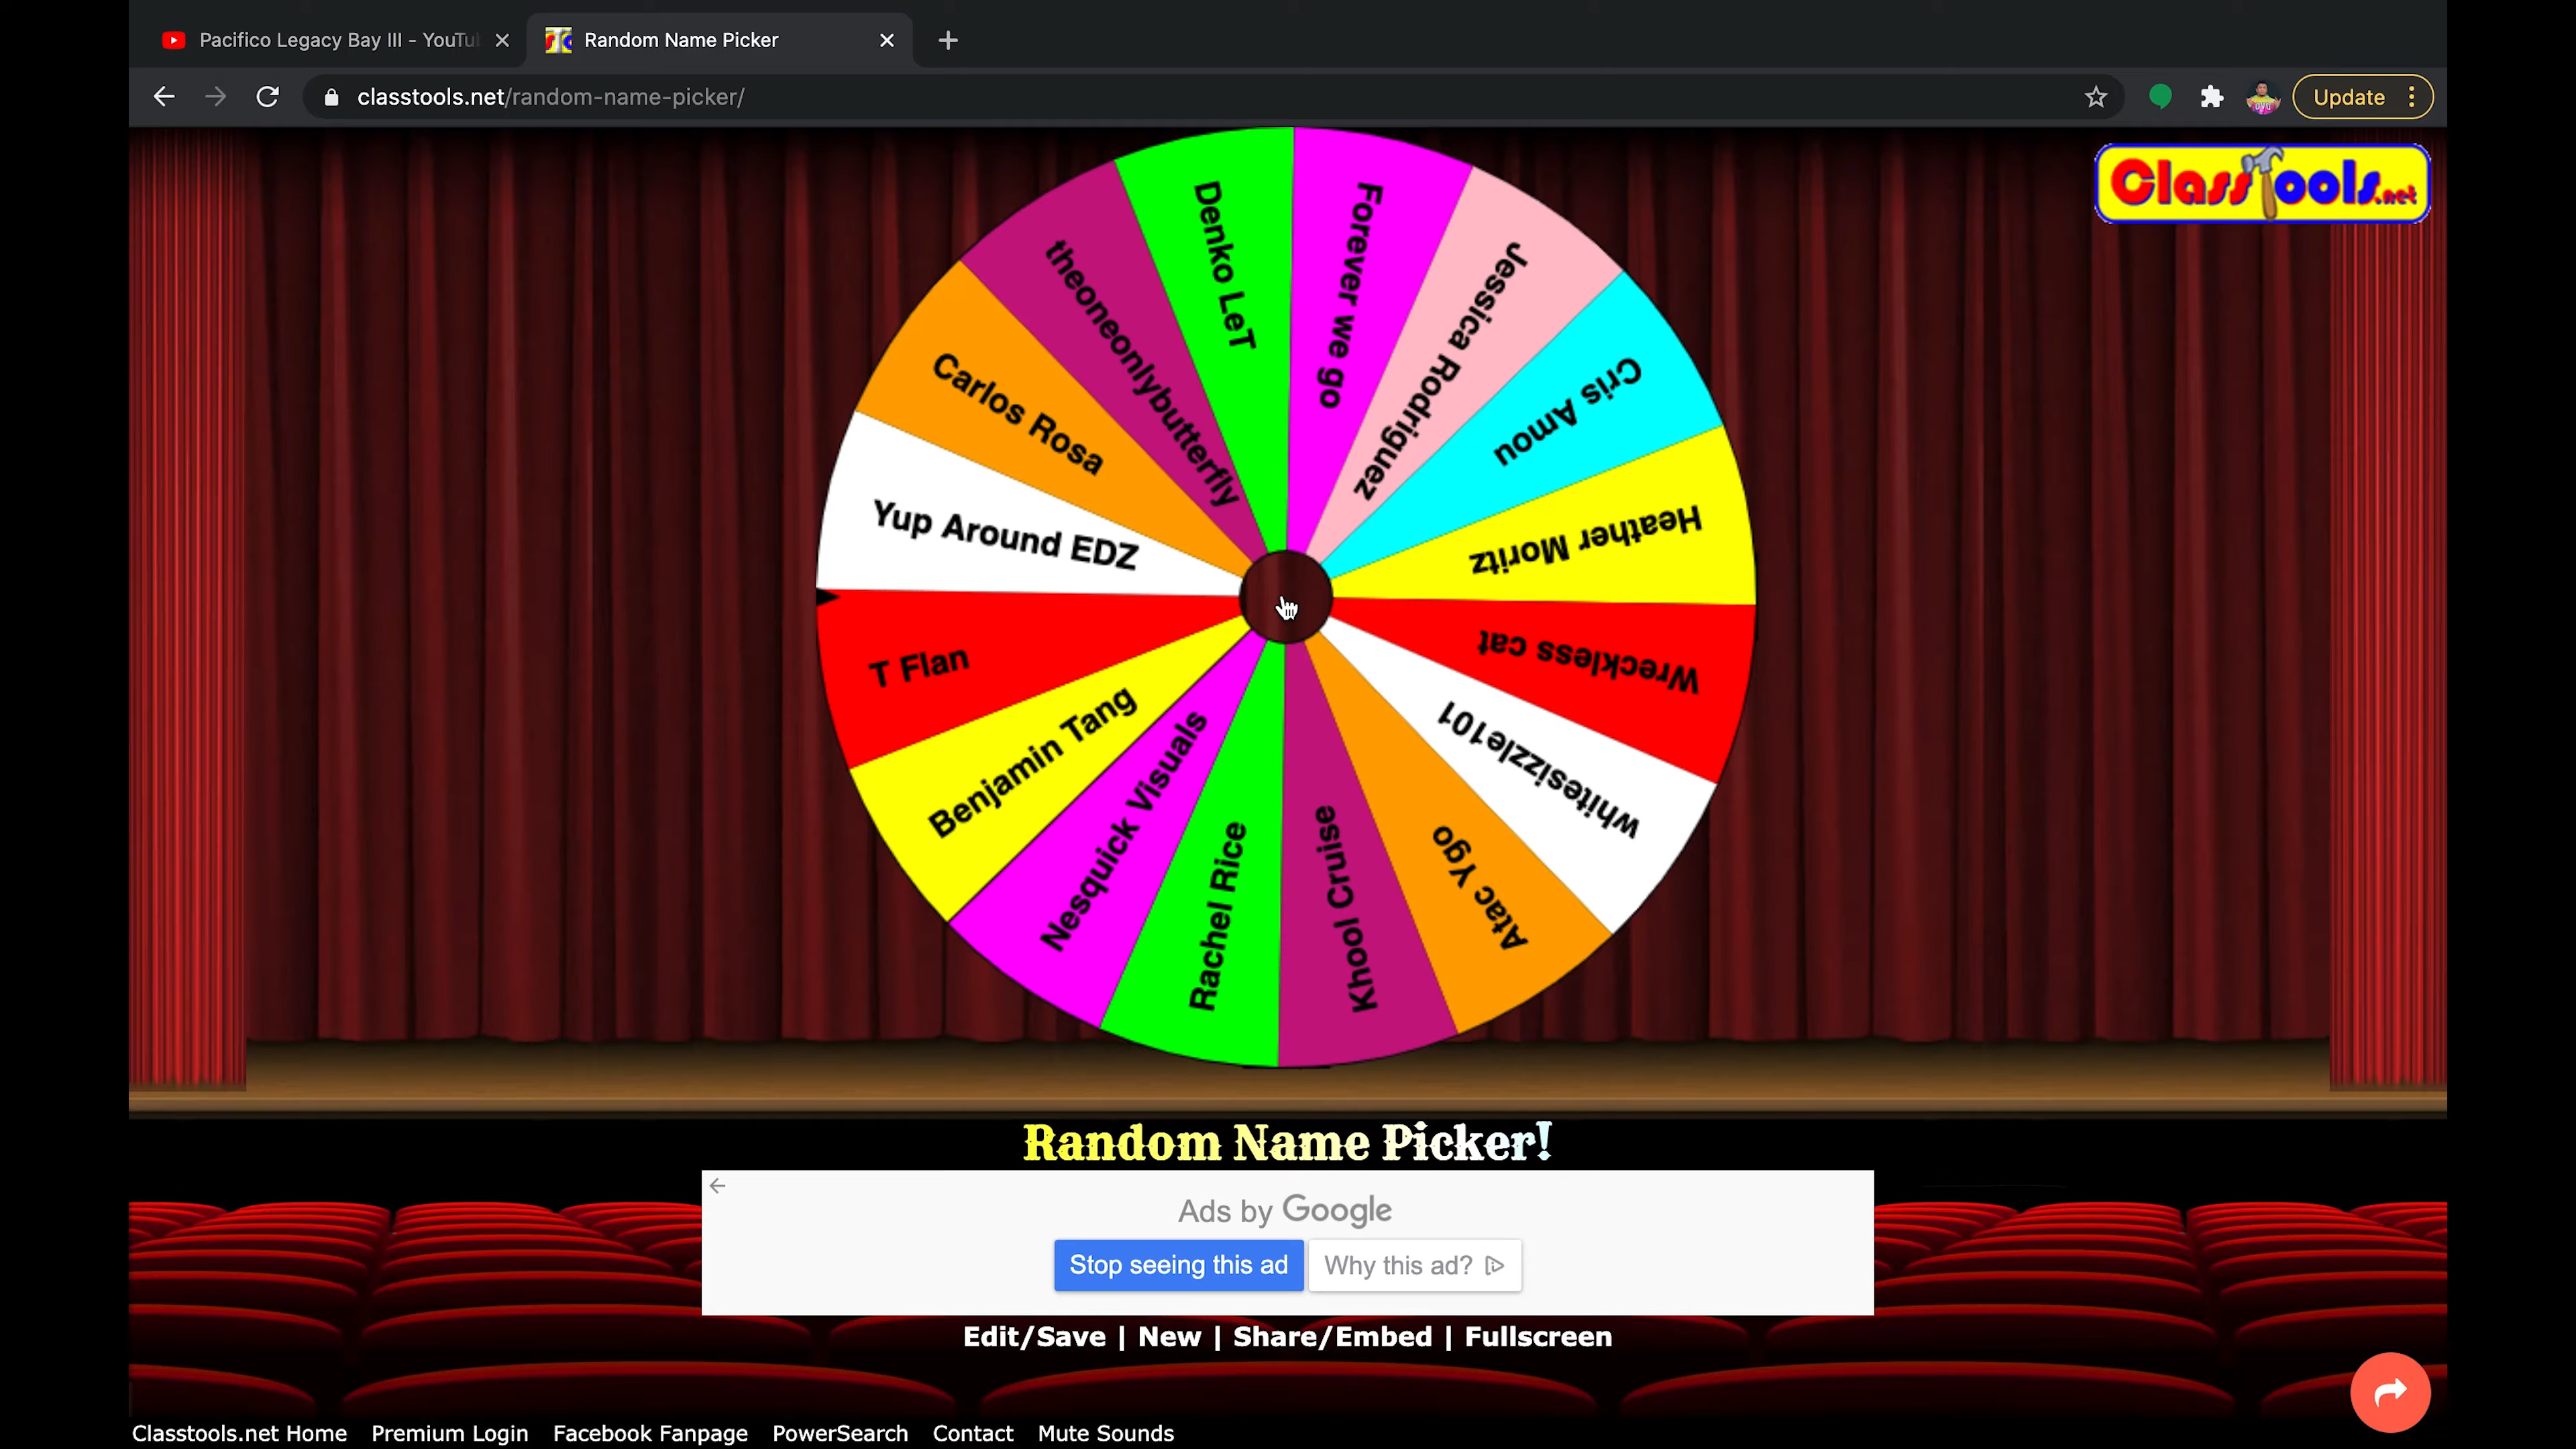 Pacifico Legacy Bay III - YouTu
Random Name Picker
classtools.net/random-name-picker/
Update
ClassTools.net
Denko LeT
Forever we go
Jessica Rodriguez
Cris Amou
Heather Moritz
Wreckless cat
whitesizzle101
Atac Ygo
Khool Cruise
Rachel Rice
Nesquick Visuals
Benjamin Tang
T Flan
Yup Around EDZ
Carlos Rosa
theoneonlybutterfly
Random Name Picker!
Ads by Google
Stop seeing this ad
Why this ad?
Edit/Save | New | Share/Embed | Fullscreen
Classtools.net Home Premium Login Facebook Fanpage PowerSearch Contact Mute Sounds